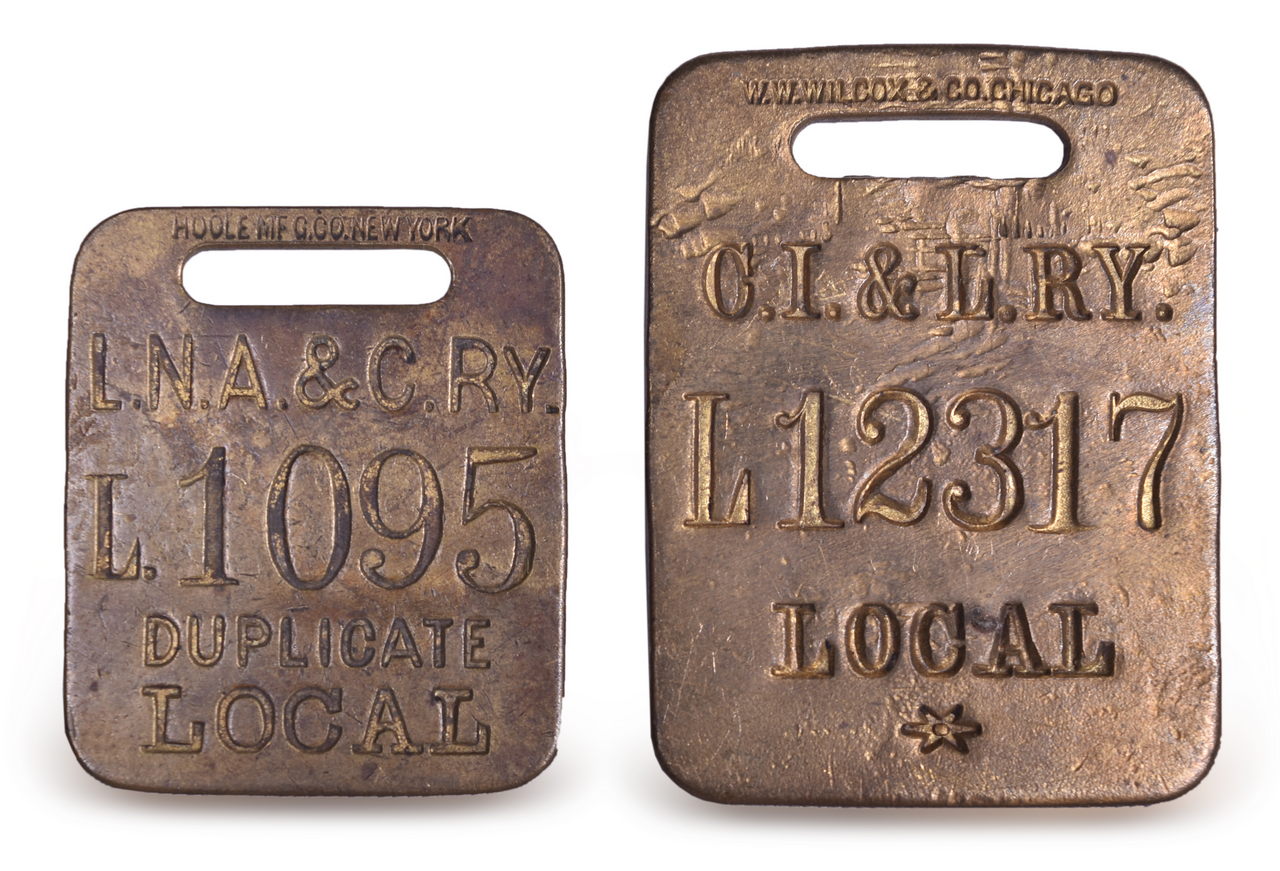 HOOLE MFG.CO.NEW YORK
L.N.A.&C.RY.
L.1095
DUPLICATE
LOCAL
W.W.WILCOX & CO.CHICAGO
C.I.&L.RY.
L12317
LOCAL